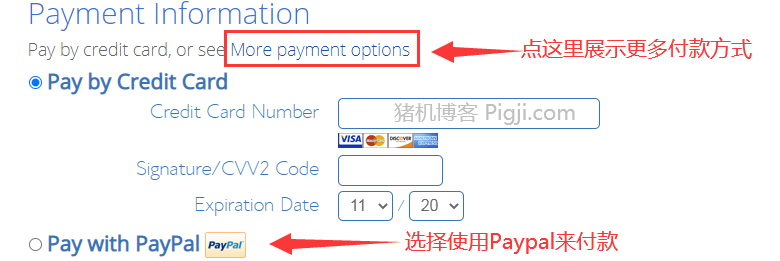 Payment Information
Pay by credit card, or see More payment options 点这里展示更多付款方式
Pay by Credit Card
Credit Card Number 猪机博客 Pigji.com
VISA MasterCard DISCOVER
Signature/CVV2 Code
Expiration Date 11 / 20
Pay with PayPal PayPal 选择使用Paypal来付款